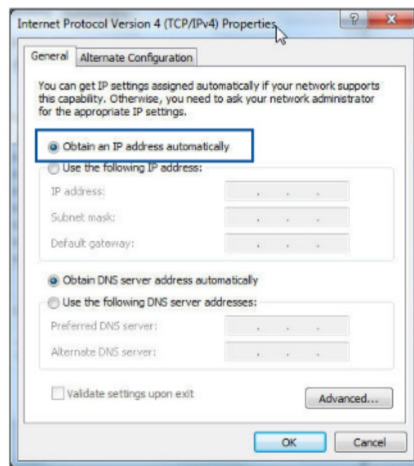 Internet Protocol Version 4 (TCP/IPv4) Properties
General
Alternate Configuration
You can get IP settings assigned automatically if your network supports
this capability. Otherwise, you need to ask your network administrator
for the appropriate IP settings.
Obtain an IP address automatically
Use the following IP address:
IP address:
Subnet mask:
Default gateway:
Obtain DNS server address automatically
Use the following DNS server addresses:
Preferred DNS server:
Alternate DNS server:
Validate settings upon exit
Advanced...
OK
Cancel